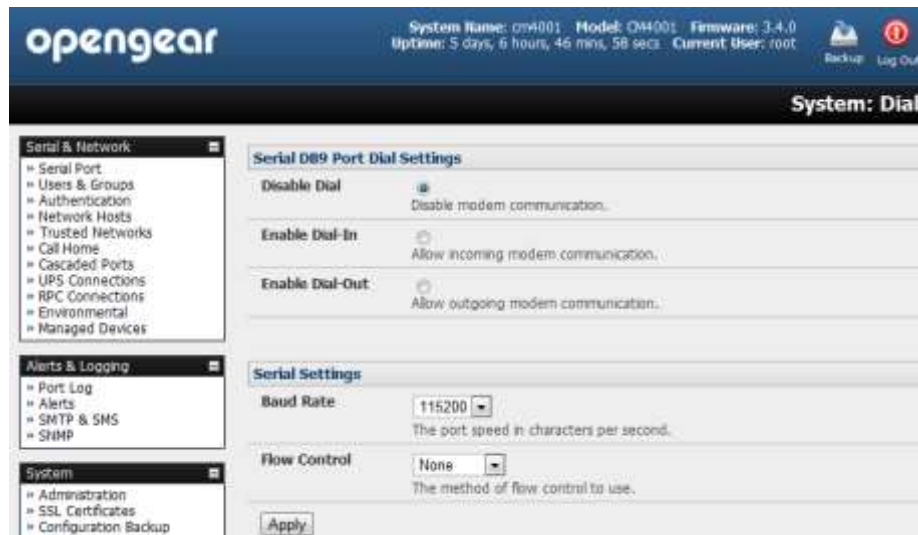 opengear
System Name: cm4001 Model: CM4001 Firmware: 3.4.0
Uptime: 5 days, 6 hours, 46 mins, 58 secs Current User: root
Backup
Log Out
System: Dial
Serial & Network
» Serial Port
» Users & Groups
» Authentication
» Network Hosts
» Trusted Networks
» Call Home
» Cascaded Ports
» UPS Connections
» RPC Connections
» Environmental
» Managed Devices
Alerts & Logging
» Port Log
» Alerts
» SMTP & SMS
» SNMP
System
» Administration
» SSL Certificates
» Configuration Backup
Serial DB9 Port Dial Settings
Disable Dial
Disable modem communication.
Enable Dial-In
Allow incoming modem communication.
Enable Dial-Out
Allow outgoing modem communication.
Serial Settings
Baud Rate
115200
The port speed in characters per second.
Flow Control
None
The method of flow control to use.
Apply